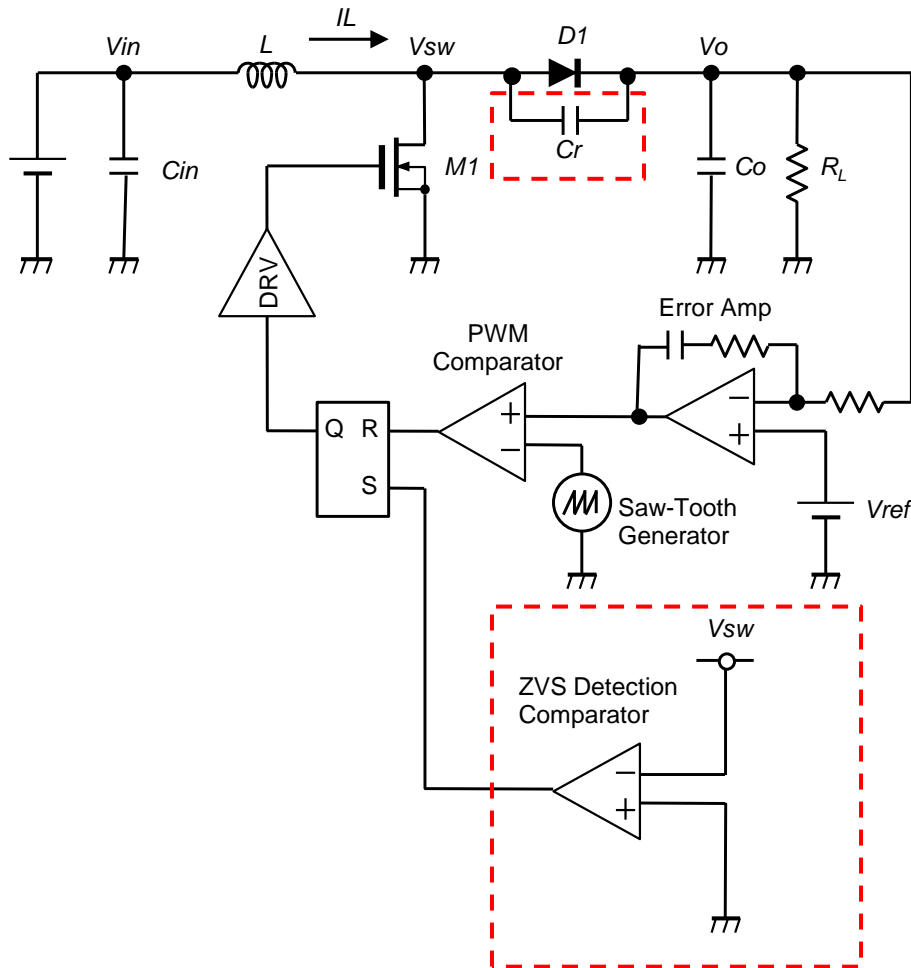 IL
Vin
L
Vsw
D1
Vo
Cin
M1
Cr
Co
RL
DRV
Error Amp
PWM
Comparator
+
−
−
+
Q R
S
Saw-Tooth
Generator
Vref
Vsw
ZVS Detection
Comparator
−
+